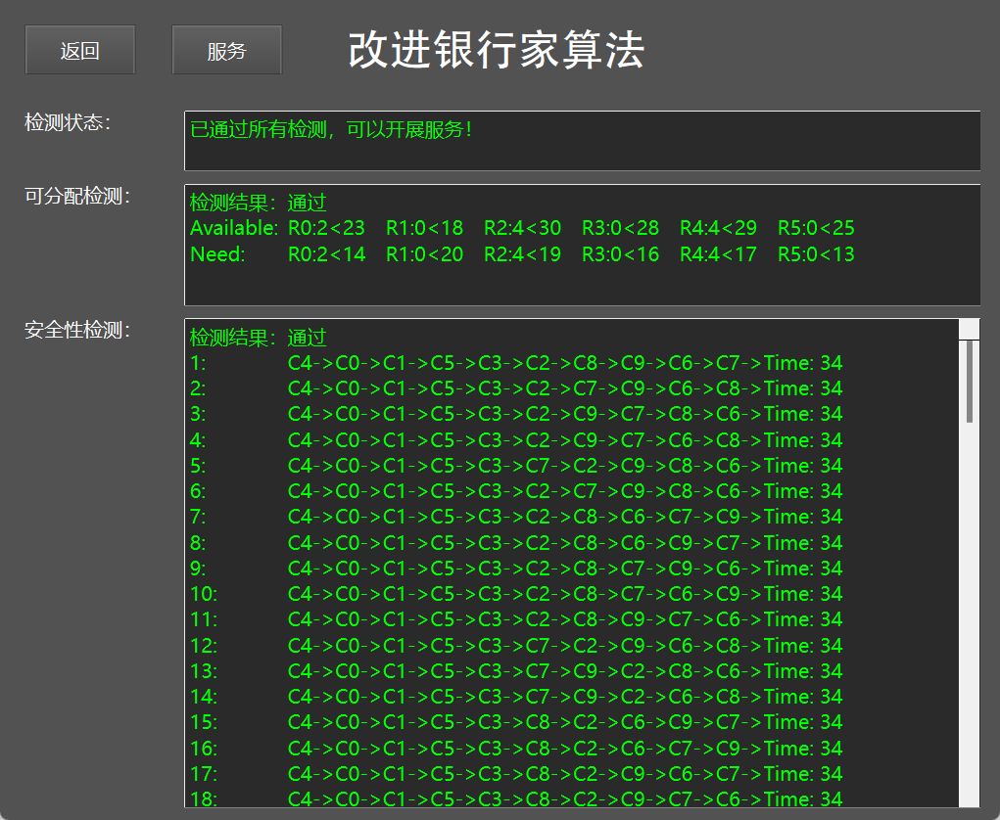 返回 服务 改进银行家算法
检测状态：
已通过所有检测，可以开展服务！
可分配检测：
检测结果：通过
Available: R0:2<23 R1:0<18 R2:4<30 R3:0<28 R4:4<29 R5:0<25
Need: R0:2<14 R1:0<20 R2:4<19 R3:0<16 R4:4<17 R5:0<13
安全性检测：
检测结果：通过
1: C4->C0->C1->C5->C3->C2->C8->C9->C6->C7->Time: 34
2: C4->C0->C1->C5->C3->C2->C7->C9->C6->C8->Time: 34
3: C4->C0->C1->C5->C3->C2->C9->C7->C8->C6->Time: 34
4: C4->C0->C1->C5->C3->C2->C9->C7->C6->C8->Time: 34
5: C4->C0->C1->C5->C3->C7->C2->C9->C8->C6->Time: 34
6: C4->C0->C1->C5->C3->C2->C7->C9->C8->C6->Time: 34
7: C4->C0->C1->C5->C3->C2->C8->C6->C7->C9->Time: 34
8: C4->C0->C1->C5->C3->C2->C8->C6->C9->C7->Time: 34
9: C4->C0->C1->C5->C3->C2->C8->C7->C9->C6->Time: 34
10: C4->C0->C1->C5->C3->C2->C8->C7->C6->C9->Time: 34
11: C4->C0->C1->C5->C3->C2->C8->C9->C7->C6->Time: 34
12: C4->C0->C1->C5->C3->C7->C2->C9->C6->C8->Time: 34
13: C4->C0->C1->C5->C3->C7->C9->C2->C8->C6->Time: 34
14: C4->C0->C1->C5->C3->C7->C9->C2->C6->C8->Time: 34
15: C4->C0->C1->C5->C3->C8->C2->C6->C9->C7->Time: 34
16: C4->C0->C1->C5->C3->C8->C2->C6->C7->C9->Time: 34
17: C4->C0->C1->C5->C3->C8->C2->C9->C6->C7->Time: 34
18: C4->C0->C1->C5->C3->C8->C2->C9->C7->C6->Time: 34